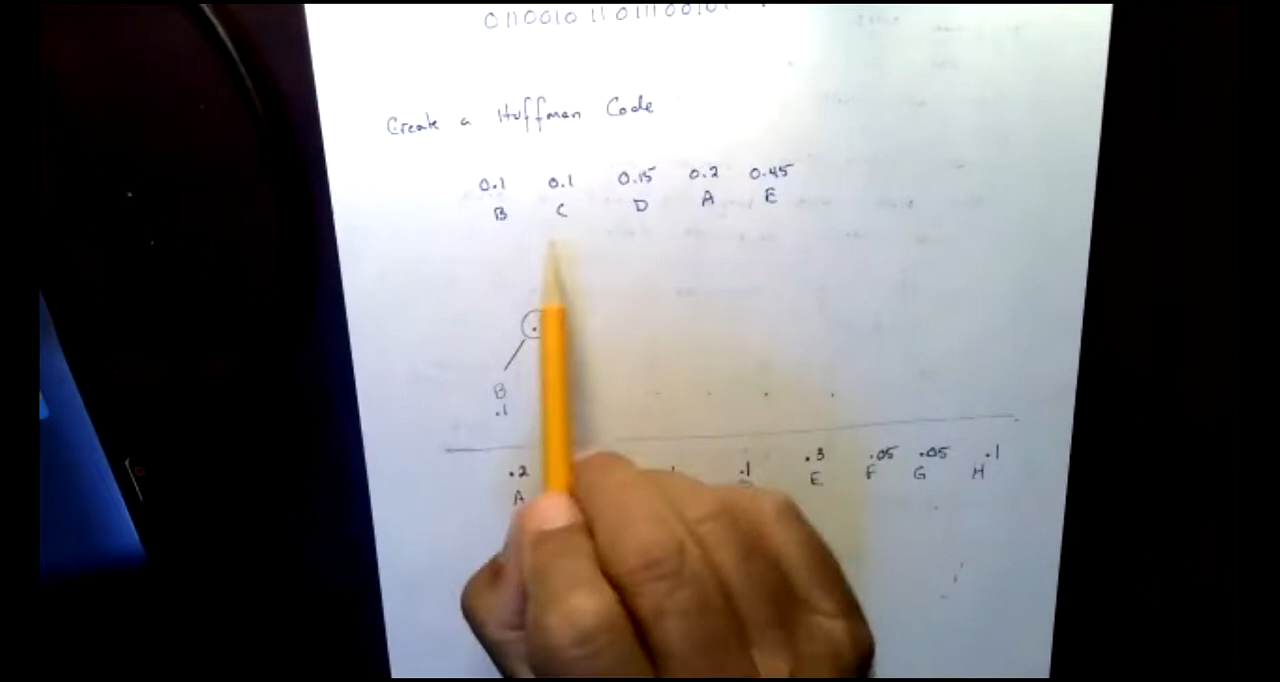 Create a Huffman Code
0.1 0.1 0.15 0.2 0.45
B C D A E
B
.1
.2 .1 .3 .05 .05 .1
A E F G H